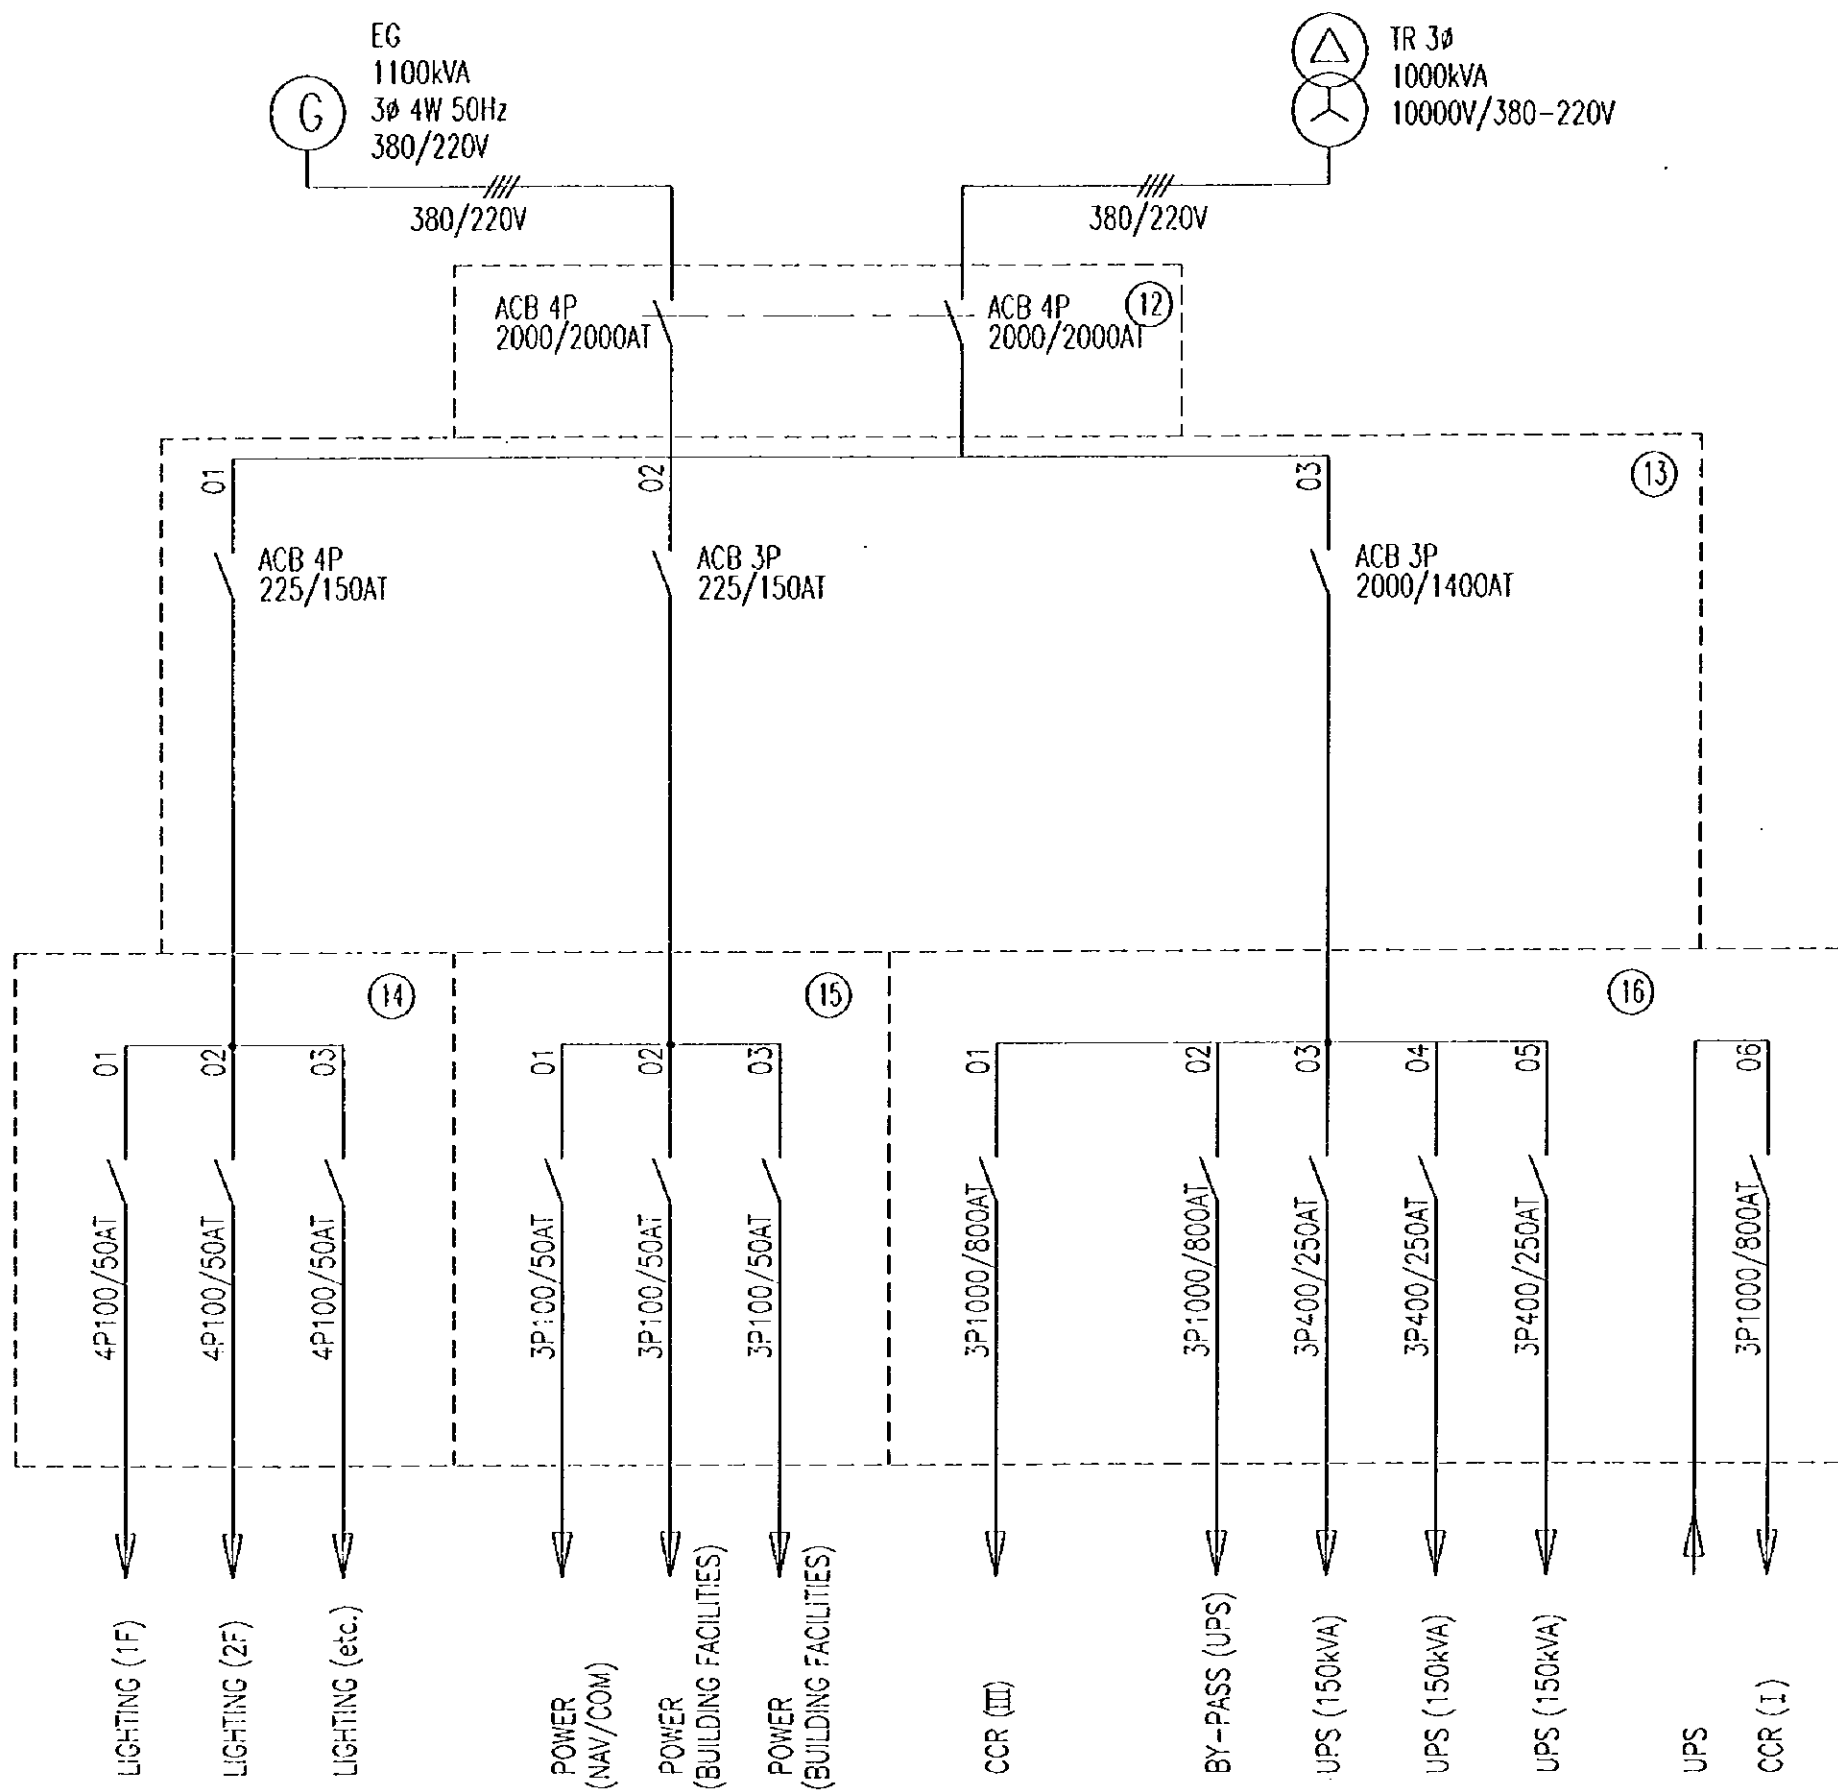 EG
1100kVA
3ø 4W 50Hz
380/220V
G
TR 3ø
1000kVA
10000V/380-220V
380/220V
380/220V
ACB 4P
2000/2000AT
ACB 4P
2000/2000AT
12
13
01
02
03
ACB 4P
225/150AT
ACB 3P
225/150AT
ACB 3P
2000/1400AT
14
15
16
01
02
03
01
02
03
01
02
03
04
05
06
4P100/50AT
4P100/50AT
4P100/50AT
3P100/50AT
3P100/50AT
3P100/50AT
3P1000/800AT
3P1000/800AT
3P400/250AT
3P400/250AT
3P400/250AT
3P1000/800AT
LIGHTING (1F)
LIGHTING (2F)
LIGHTING (etc.)
POWER
(NAV/COM)
POWER
(BUILDING FACILITIES)
POWER
(BUILDING FACILITIES)
CCR (III)
BY-PASS (UPS)
UPS (150kVA)
UPS (150kVA)
UPS (150kVA)
UPS
CCR (I)